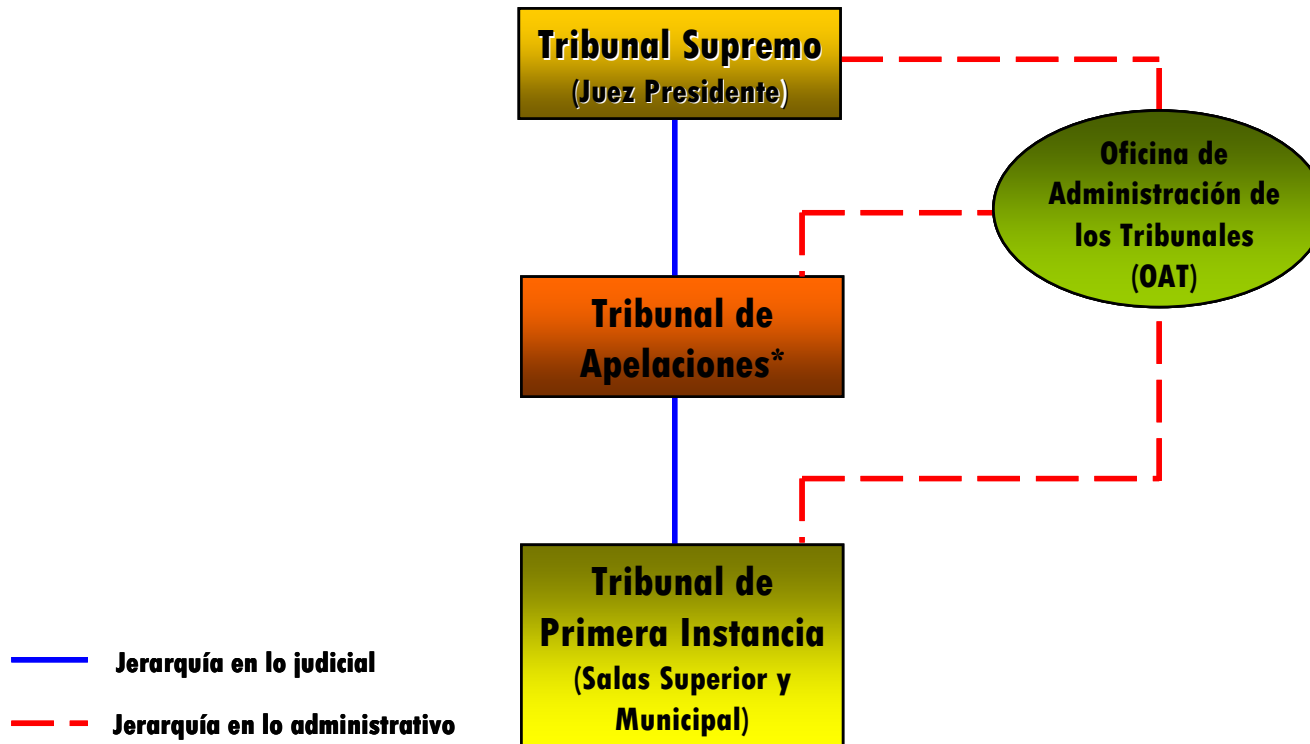 Tribunal Supremo
(Juez Presidente)
Oficina de
Administración de
los Tribunales
(OAT)
Tribunal de
Apelaciones*
Tribunal de
Primera Instancia
(Salas Superior y
Municipal)
Jerarquía en lo judicial
Jerarquía en lo administrativo